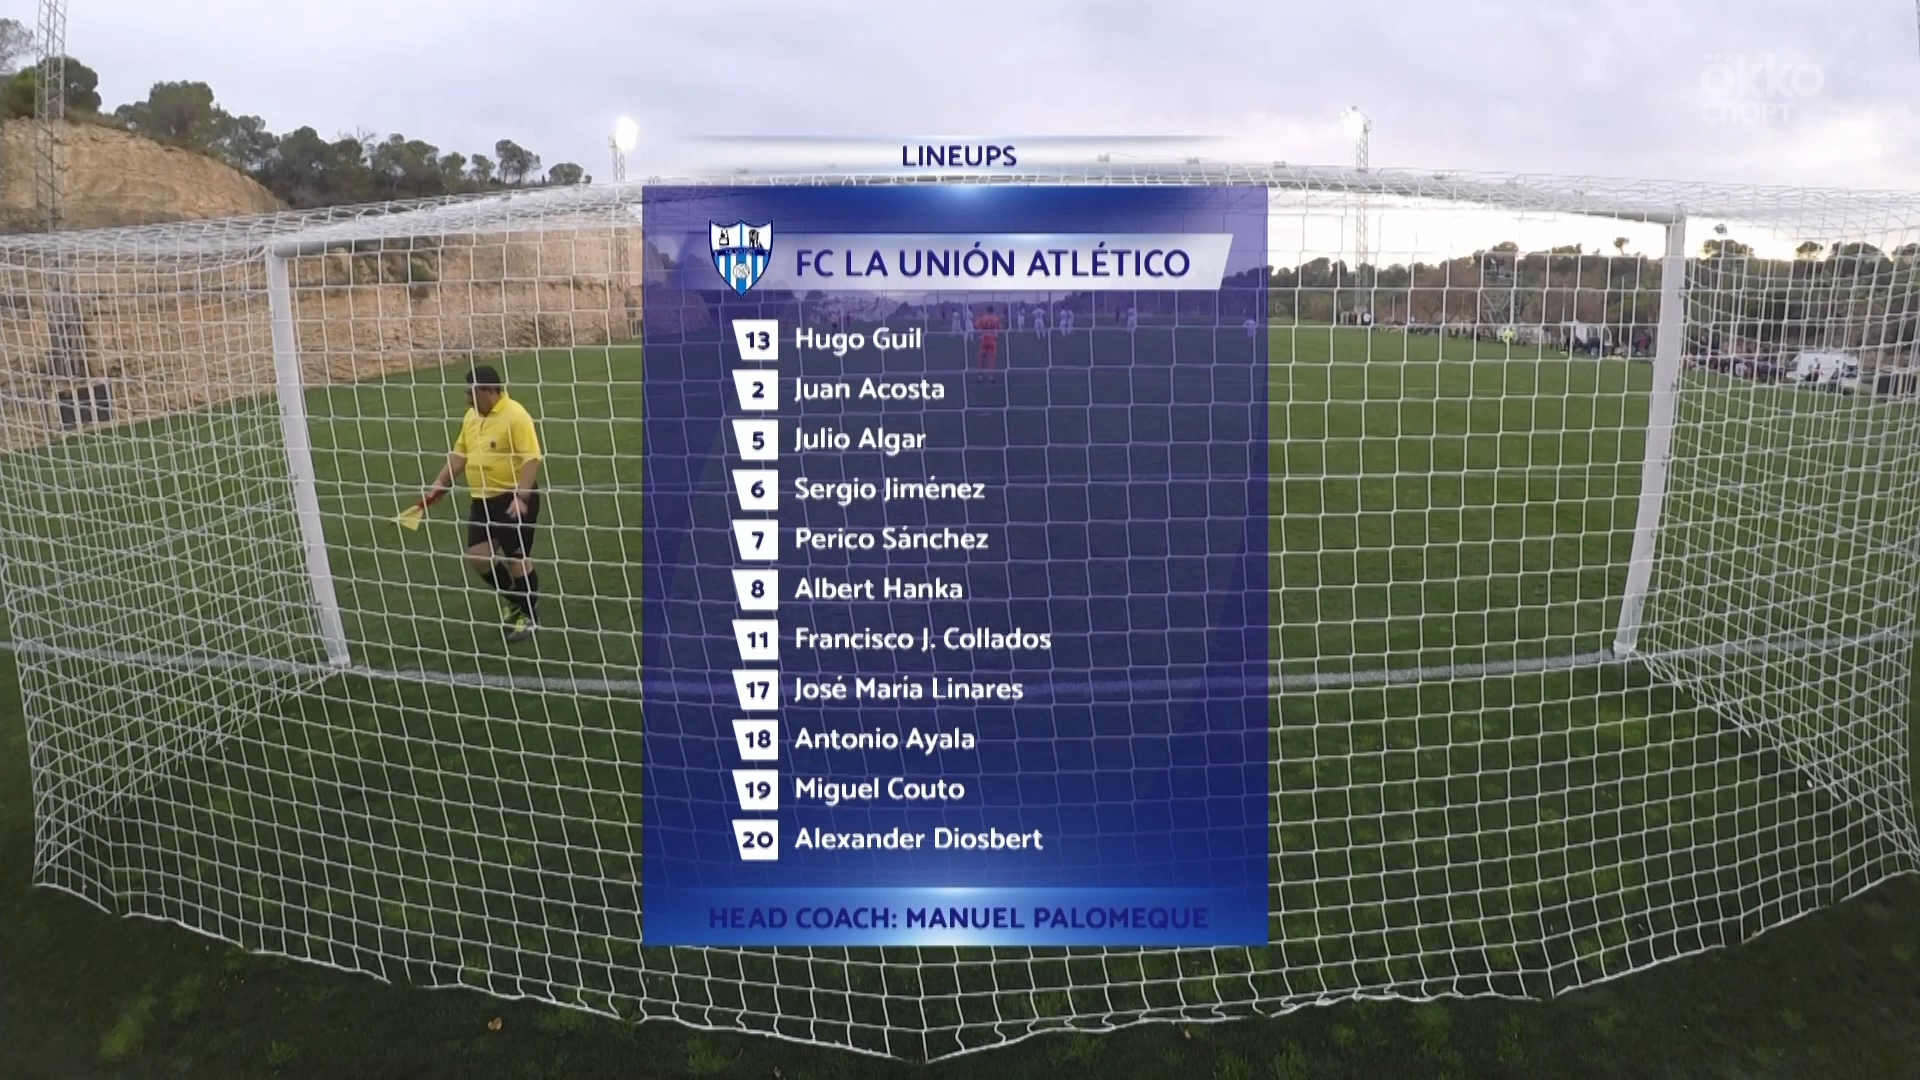 ОККО
СПОРТ
LINEUPS
FC LA UNIÓN ATLÉTICO
13 Hugo Guil
2 Juan Acosta
5 Julio Algar
6 Sergio Jiménez
7 Perico Sánchez
8 Albert Hanka
11 Francisco J. Collados
17 José María Linares
18 Antonio Ayala
19 Miguel Couto
20 Alexander Diosbert
HEAD COACH: MANUEL PALOMEQUE